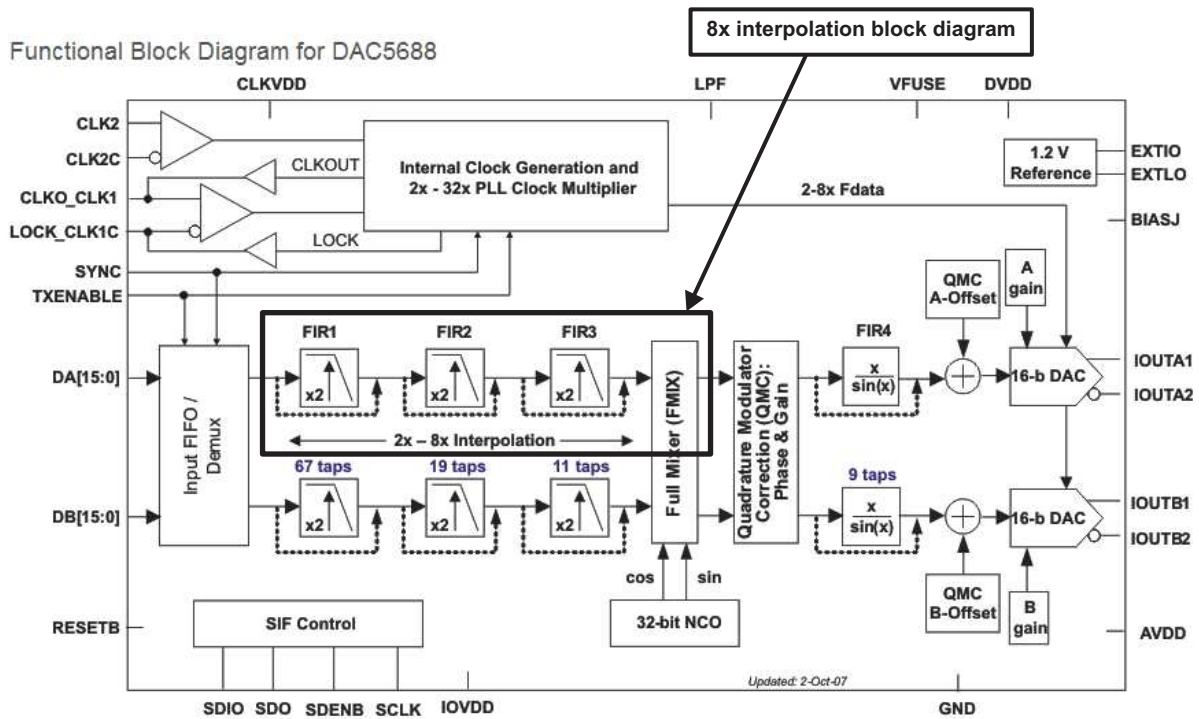 8x interpolation block diagram
Functional Block Diagram for DAC5688
CLKVDD
LPF
VFUSE
DVDD
CLK2
CLK2C
CLKO_CLK1
LOCK_CLK1C
SYNC
TXENABLE
CLKOUT
LOCK
Internal Clock Generation and
2x - 32x PLL Clock Multiplier
2-8x Fdata
1.2 V
Reference
EXTIO
EXTLO
BIASJ
QMC
A-Offset
A
gain
FIR1
FIR2
FIR3
FIR4
DA[15:0]
DB[15:0]
Input FIFO /
Demux
x2
x2
x2
2x – 8x Interpolation
67 taps
19 taps
11 taps
x2
x2
x2
Full Mixer (FMIX)
Quadrature Modulator
Correction (QMC):
Phase & Gain
x
sin(x)
9 taps
x
sin(x)
16-b DAC
IOUTA1
IOUTA2
16-b DAC
IOUTB1
IOUTB2
cos
sin
32-bit NCO
QMC
B-Offset
B
gain
RESETB
SIF Control
AVDD
Updated: 2-Oct-07
SDIO
SDO
SDENB
SCLK
IOVDD
GND